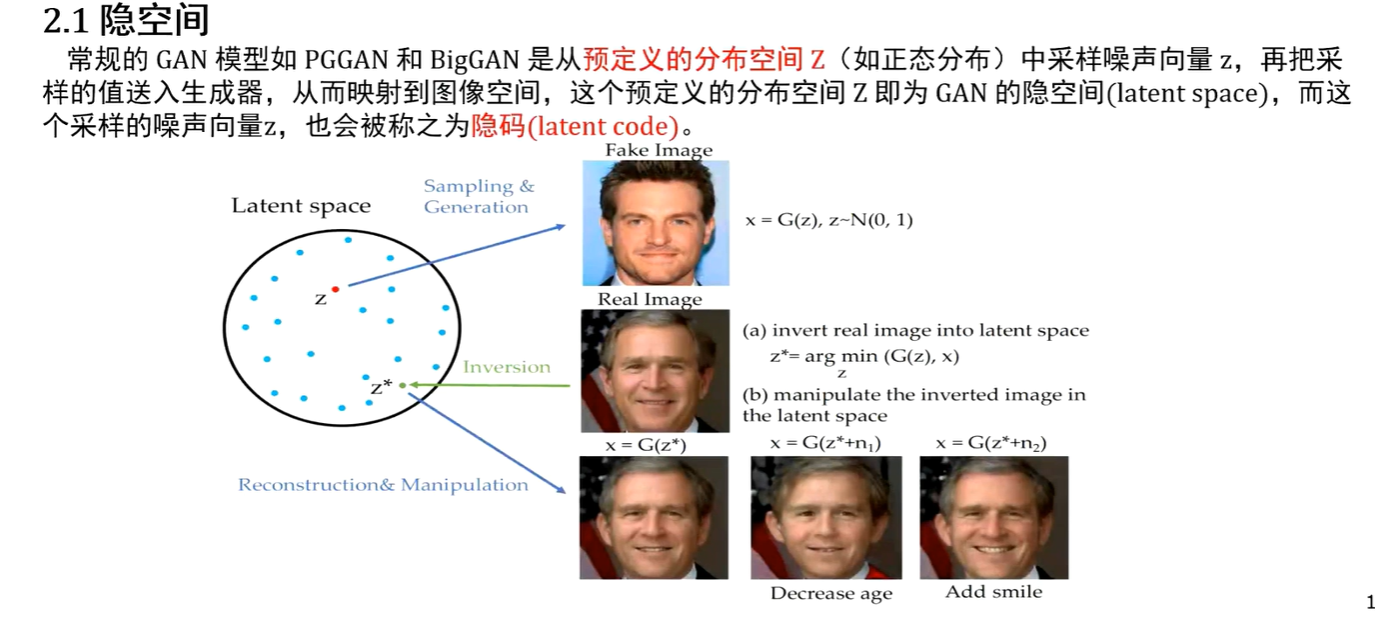 2.1 隐空间
常规的 GAN 模型如 PGGAN 和 BigGAN 是从预定义的分布空间 Z（如正态分布）中采样噪声向量 z，再把采
样的值送入生成器，从而映射到图像空间，这个预定义的分布空间 Z 即为 GAN 的隐空间(latent space)，而这
个采样的噪声向量z，也会被称之为隐码(latent code)。
Fake Image
Sampling &
Generation
Latent space
x = G(z), z~N(0, 1)
z
Real Image
(a) invert real image into latent space
z*= arg min (G(z), x)
z
Inversion
z*
(b) manipulate the inverted image in
the latent space
x = G(z*)
x = G(z*+n₁)
x = G(z*+n₂)
Reconstruction& Manipulation
Decrease age
Add smile
1